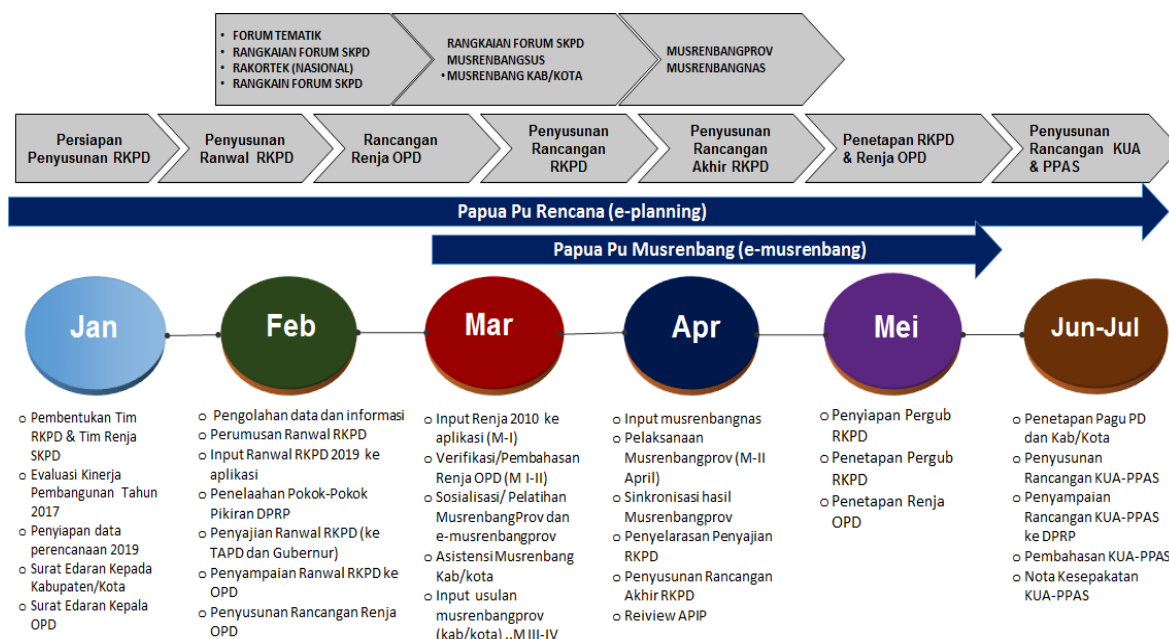 • FORUM TEMATIK
• RANGKAIAN FORUM SKPD
• RAKORTEK (NASIONAL)
• RANGKAIN FORUM SKPD
RANGKAIAN FORUM SKPD
MUSRENBANGSUS
• MUSRENBANG KAB/KOTA
MUSRENBANGPROV
MUSRENBANGNAS
Persiapan
Penyusunan RKPD
Penyusunan
Ranwal RKPD
Rancangan
Renja OPD
Penyusunan
Rancangan
RKPD
Penyusunan
Rancangan
Akhir RKPD
Penetapan RKPD
& Renja OPD
Penyusunan
Rancangan KUA
& PPAS
Papua Pu Rencana (e-planning)
Papua Pu Musrenbang (e-musrenbang)
Jan
Feb
Mar
Apr
Mei
Jun-Jul
o Pembentukan Tim
RKPD & Tim Renja
SKPD
o Evaluasi Kinerja
Pembangunan Tahun
2017
o Penyiapan data
perencanaan 2019
o Surat Edaran Kepada
Kabupaten/Kota
o Surat Edaran Kepala
OPD
o Pengolahan data dan informasi
o Perumusan Ranwal RKPD
o Input Ranwal RKPD 2019 ke
aplikasi
o Penelaahan Pokok-Pokok
Pikiran DPRP
o Penyajian Ranwal RKPD (ke
TAPD dan Gubernur)
o Penyampaian Ranwal RKPD ke
OPD
o Penyusunan Rancangan Renja
OPD
o Input Renja 2010 ke
aplikasi (M-I)
o Verifikasi/Pembahasan
Renja OPD (M I-II)
o Sosialisasi/ Pelatihan
MusrenbangProv dan
e-musrenbangprov
o Asistensi Musrenbang
Kab/kota
o Input usulan
musrenbangprov
(kab/kota) ..M III-IV
o Input musrenbangnas
o Pelaksanaan
Musrenbangprov (M-II
April)
o Sinkronisasi hasil
Musrenbangprov
o Penyelarasan Penyajian
RKPD
o Penyusunan Rancangan
Akhir RKPD
o Reiview APIP
o Penyiapan Pergub
RKPD
o Penetapan Pergub
RKPD
o Penetapan Renja
OPD
o Penetapan Pagu PD
dan Kab/Kota
o Penyusunan
Rancangan KUA-PPAS
o Penyampaian
Rancangan KUA-PPAS
ke DPRP
o Pembahasan KUA-PPAS
o Nota Kesepakatan
KUA-PPAS